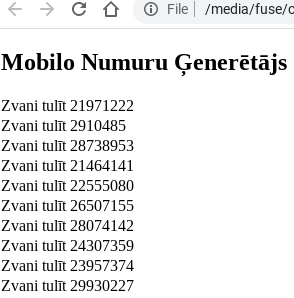 File | /media/fuse/c
Mobilo Numuru Ģenerētājs
Zvani tulīt 21971222
Zvani tulīt 2910485
Zvani tulīt 28738953
Zvani tulīt 21464141
Zvani tulīt 22555080
Zvani tulīt 26507155
Zvani tulīt 28074142
Zvani tulīt 24307359
Zvani tulīt 23957374
Zvani tulīt 29930227